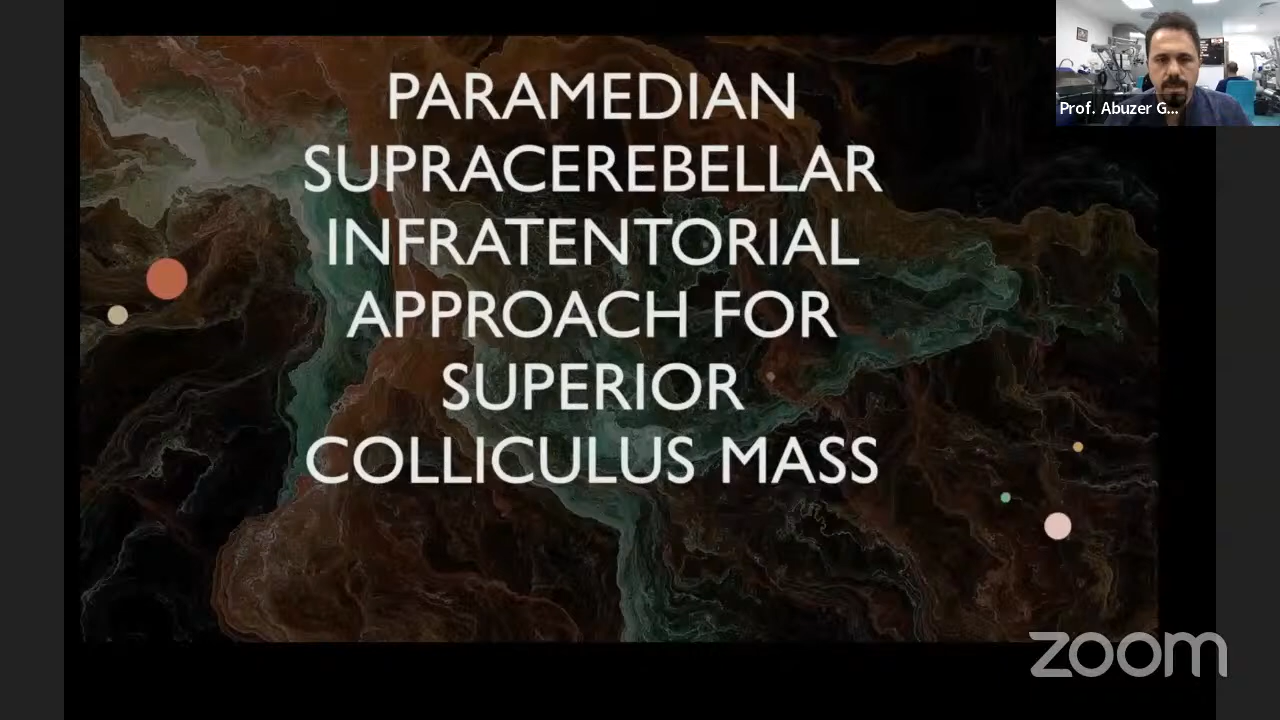 PARAMEDIAN
SUPRACEREBELLAR
INFRATENTORIAL
APPROACH FOR
SUPERIOR
COLLICULUS MASS
Prof. Abuzer G...
zoom